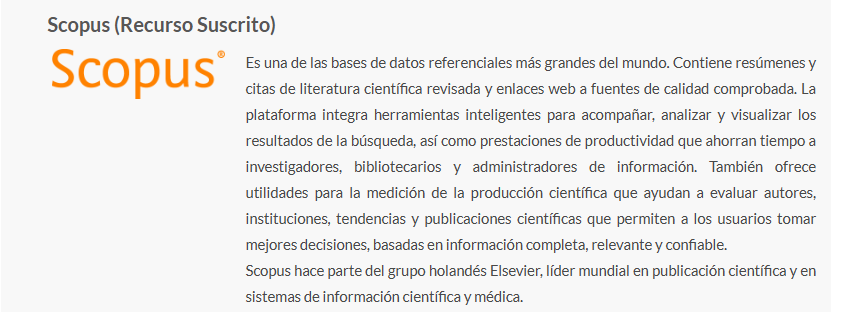 Scopus (Recurso Suscrito)
Scopus®
Es una de las bases de datos referenciales más grandes del mundo. Contiene resúmenes y
citas de literatura científica revisada y enlaces web a fuentes de calidad comprobada. La
plataforma integra herramientas inteligentes para acompañar, analizar y visualizar los
resultados de la búsqueda, así como prestaciones de productividad que ahorran tiempo a
investigadores, bibliotecarios y administradores de información. También ofrece
utilidades para la medición de la producción científica que ayudan a evaluar autores,
instituciones, tendencias y publicaciones científicas que permiten a los usuarios tomar
mejores decisiones, basadas en información completa, relevante y confiable.
Scopus hace parte del grupo holandés Elsevier, líder mundial en publicación científica y en
sistemas de información científica y médica.